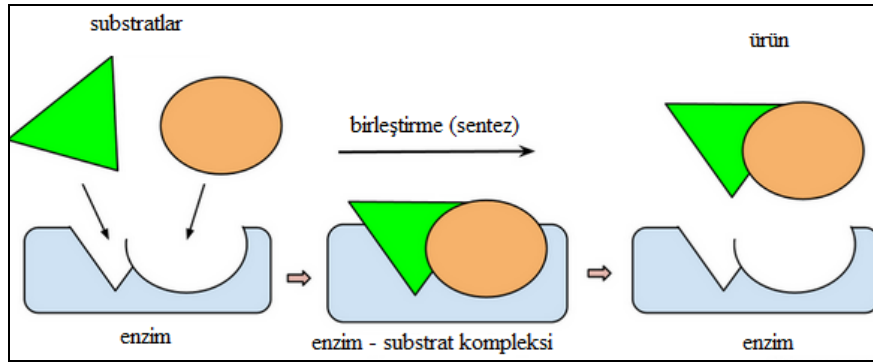 substratlar
ürün
birleştirme (sentez)
enzim
enzim - substrat kompleksi
enzim